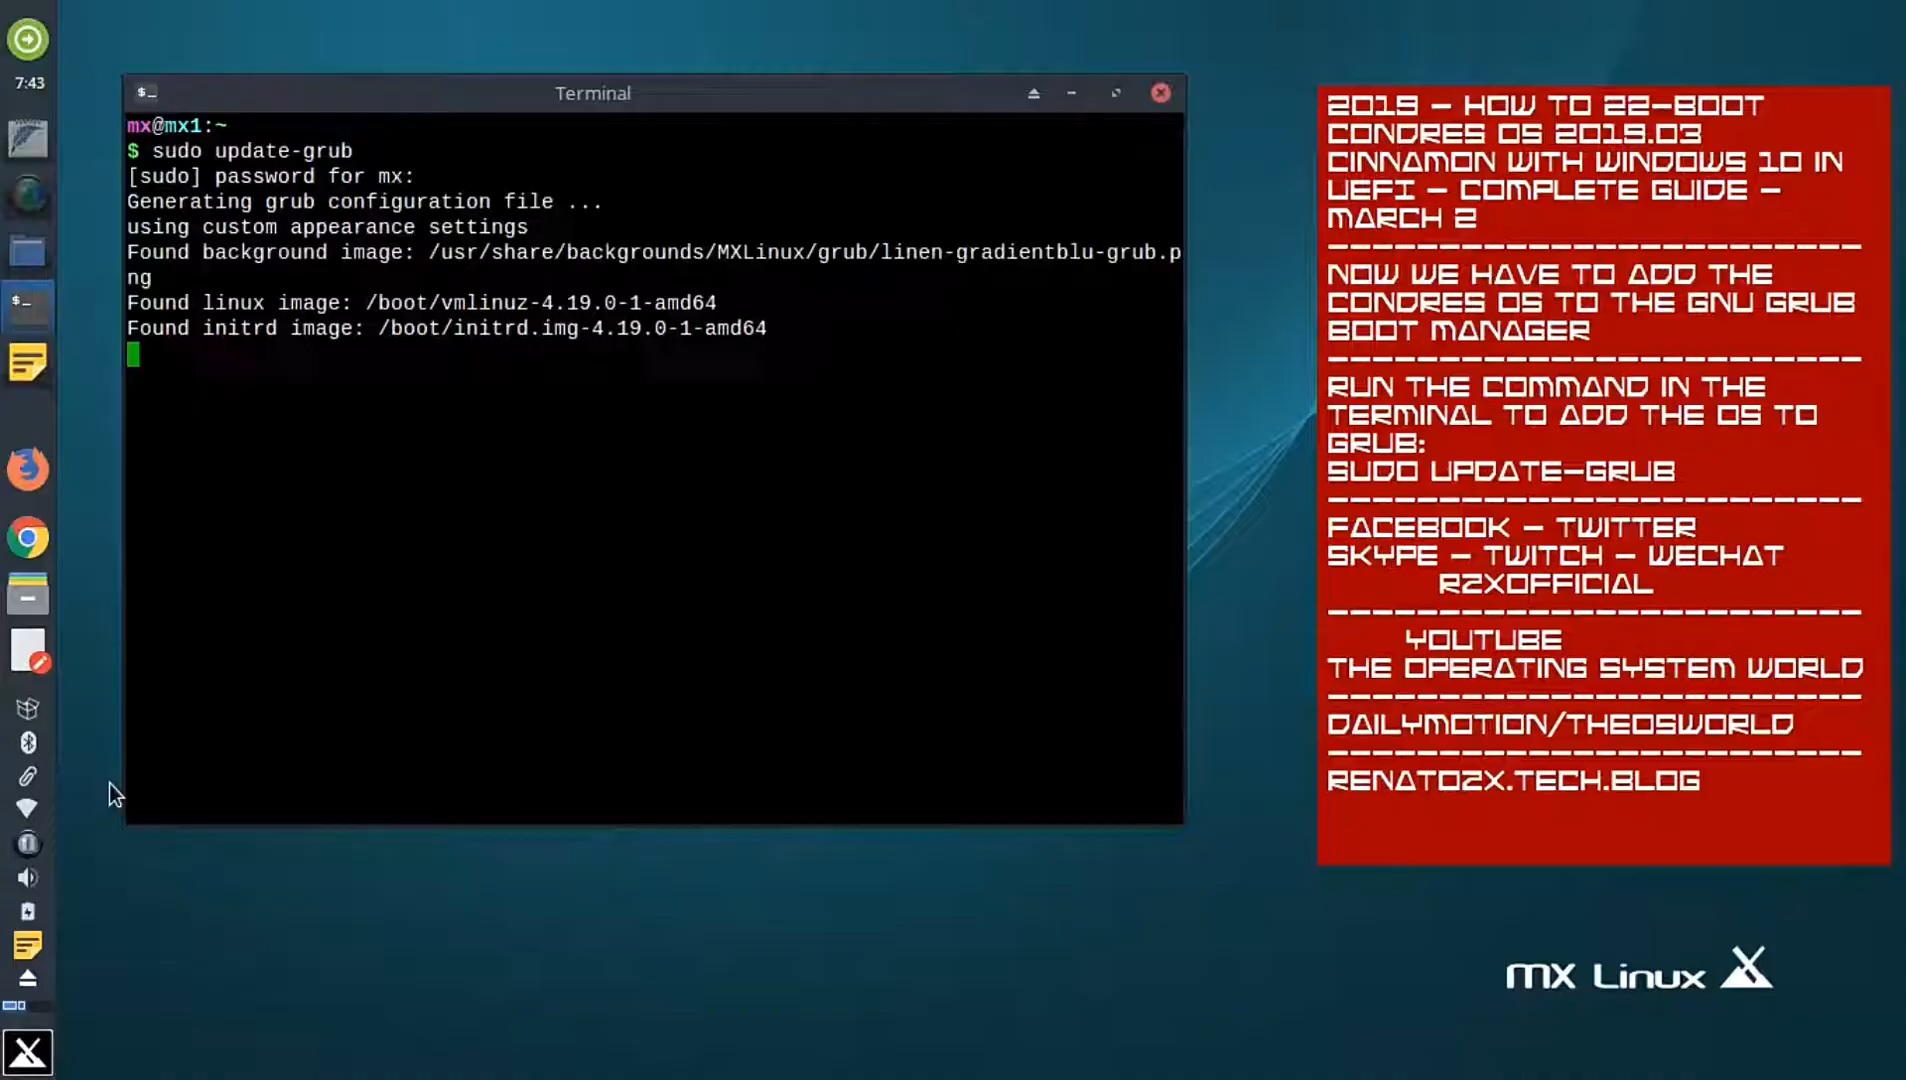 7:43
Terminal
mx@mx1:~
$ sudo update-grub
[sudo] password for mx:
Generating grub configuration file ...
using custom appearance settings
Found background image: /usr/share/backgrounds/MXLinux/grub/linen-gradientblu-grub.p
ng
Found linux image: /boot/vmlinuz-4.19.0-1-amd64
Found initrd image: /boot/initrd.img-4.19.0-1-amd64
2019 - HOW TO 22-BOOT
CONDRES OS 2019.03
CINNAMON WITH WINDOWS 10 IN
UEFI - COMPLETE GUIDE -
MARCH 2
---------------------------
NOW WE HAVE TO ADD THE
CONDRES OS TO THE GNU GRUB
BOOT MANAGER
---------------------------
RUN THE COMMAND IN THE
TERMINAL TO ADD THE OS TO
GRUB:
SUDO UPDATE-GRUB
---------------------------
FACEBOOK - TWITTER
SKYPE - TWITCH - WECHAT
RZXOFFICIAL
---------------------------
YOUTUBE
THE OPERATING SYSTEM WORLD
---------------------------
DAILYMOTION/THEOSWORLD
---------------------------
RENATOZX.TECH.BLOG
MX Linux